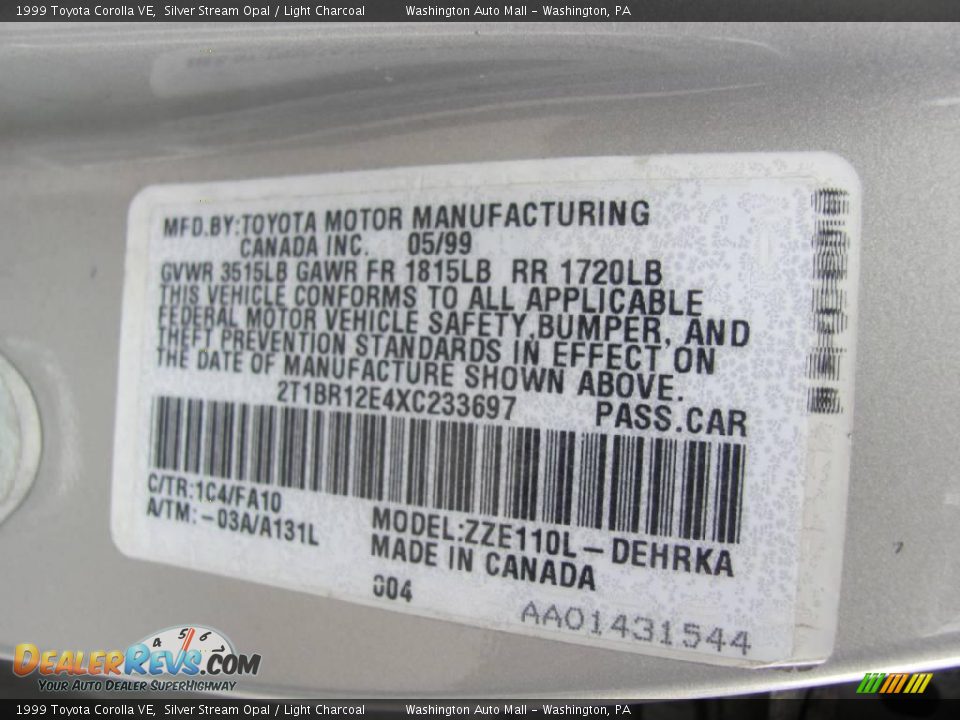 1999 Toyota Corolla VE, Silver Stream Opal / Light Charcoal Washington Auto Mall - Washington, PA
MFD.BY:TOYOTA MOTOR MANUFACTURING
CANADA INC. 05/99
GVWR 3515LB GAWR FR 1815LB RR 1720LB
THIS VEHICLE CONFORMS TO ALL APPLICABLE
FEDERAL MOTOR VEHICLE SAFETY,BUMPER, AND
THEFT PREVENTION STANDARDS IN EFFECT ON
THE DATE OF MANUFACTURE SHOWN ABOVE.
2T1BR12E4XC233697 PASS.CAR
C/TR:1C4/FA10
A/TM:-03A/A131L
MODEL:ZZE110L-DEHRKA
MADE IN CANADA
004
AA01431544
4 5 6
DEALERREVS.COM
YOUR AUTO DEALER SUPERHIGHWAY
1999 Toyota Corolla VE, Silver Stream Opal / Light Charcoal Washington Auto Mall - Washington, PA